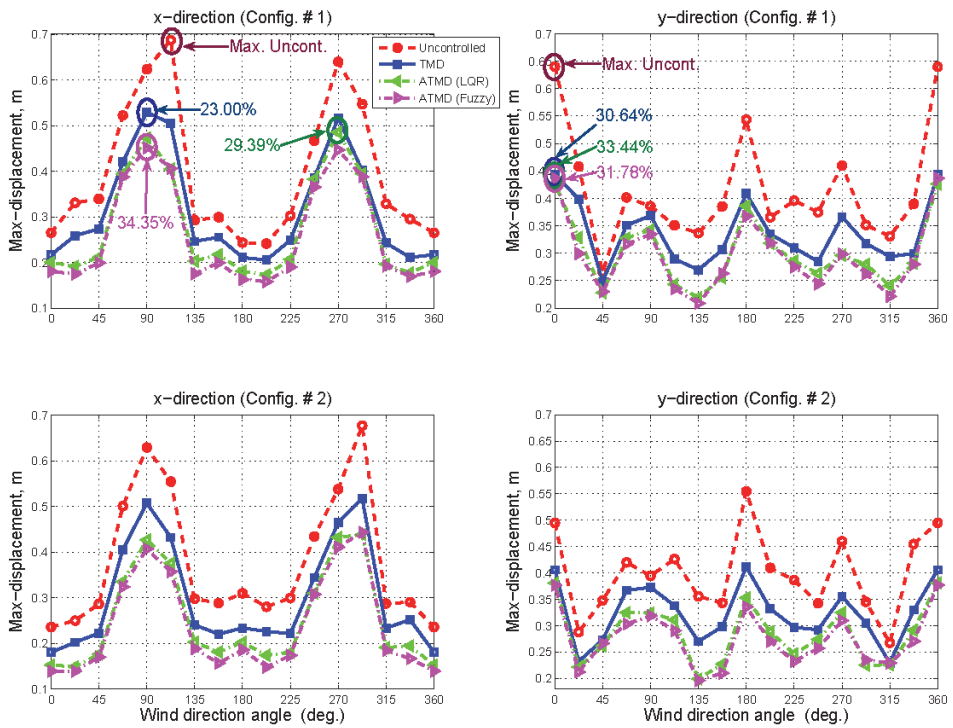 x-direction (Config. # 1)
Max-displacement, m
0.7
0.6
0.5
0.4
0.3
0.2
0.1
0 45 90 135 180 225 270 315 360
Max. Uncont.
23.00%
29.39%
34.35%
Uncontrolled
TMD
ATMD (LQR)
ATMD (Fuzzy)
y-direction (Config. # 1)
Max-displacement, m
0.7
0.65
0.6
0.55
0.5
0.45
0.4
0.35
0.3
0.25
0.2
0 45 90 135 180 225 270 315 360
Max. Uncont.
30.64%
33.44%
31.78%
x-direction (Config. # 2)
Max-displacement, m
0.7
0.6
0.5
0.4
0.3
0.2
0.1
0 45 90 135 180 225 270 315 360
Wind direction angle (deg.)
y-direction (Config. # 2)
Max-displacement, m
0.7
0.65
0.6
0.55
0.5
0.45
0.4
0.35
0.3
0.25
0.2
0 45 90 135 180 225 270 315 360
Wind direction angle (deg.)